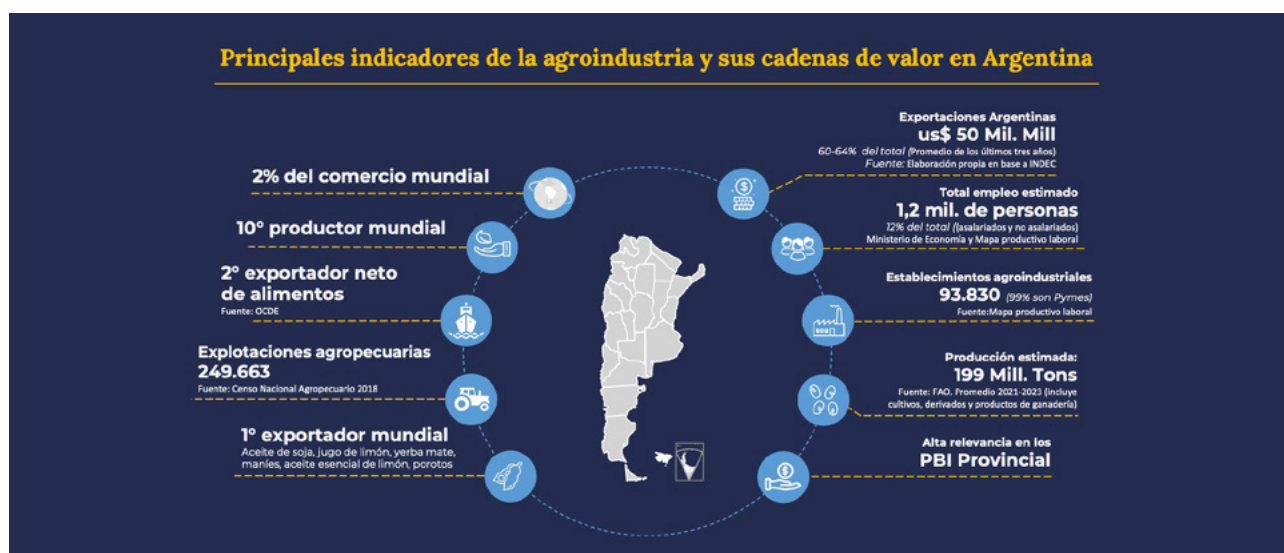 Principales indicadores de la agroindustria y sus cadenas de valor en Argentina
2% del comercio mundial
10° productor mundial
2° exportador neto
de alimentos
Fuente: OCDE
Explotaciones agropecuarias
249.663
Fuente: Censo Nacional Agropecuario 2018
1° exportador mundial
Aceite de soja, jugo de limón, yerba mate,
maníes, aceite esencial de limón, porotos
Exportaciones Argentinas
us$ 50 Mil. Mill
60-64% del total (Promedio de los últimos tres años)
Fuente: Elaboración propia en base a INDEC
Total empleo estimado
1,2 mil. de personas
12% del total ((asalariados y no asalariados)
Ministerio de Economía y Mapa productivo laboral
Establecimientos agroindustriales
93.830 (99% son Pymes)
Fuente:Mapa productivo laboral
Producción estimada:
199 Mill. Tons
Fuente: FAO. Promedio 2021-2023 (incluye
cultivos, derivados y productos de ganadería)
Alta relevancia en los
PBI Provincial